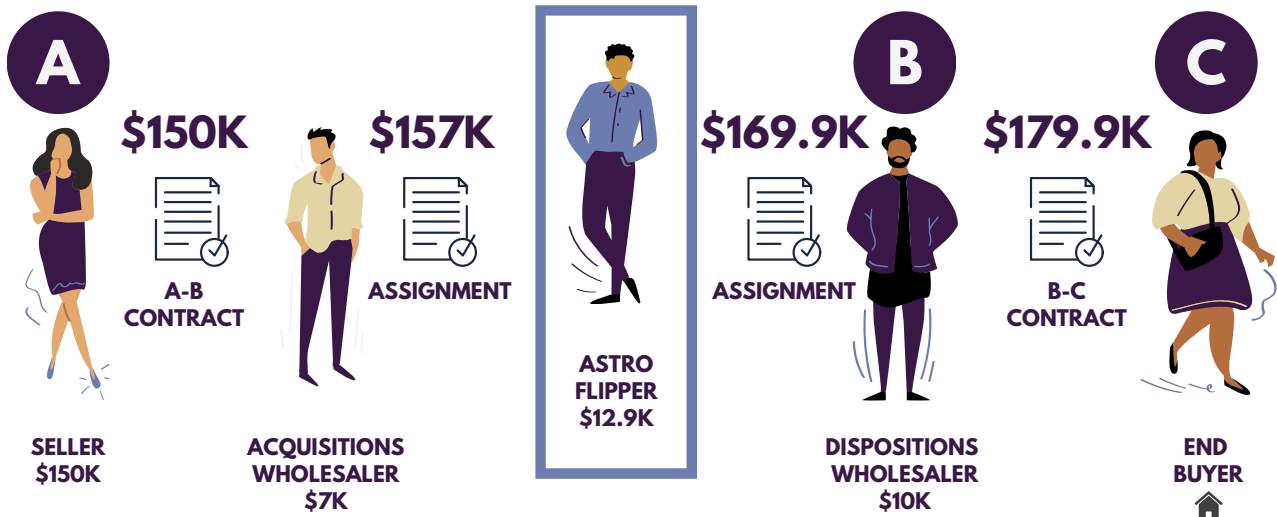 A
B
C
$150K
$157K
$169.9K
$179.9K
A-B
CONTRACT
ASSIGNMENT
ASSIGNMENT
B-C
CONTRACT
ASTRO
FLIPPER
$12.9K
SELLER
$150K
ACQUISITIONS
WHOLESALER
$7K
DISPOSITIONS
WHOLESALER
$10K
END
BUYER